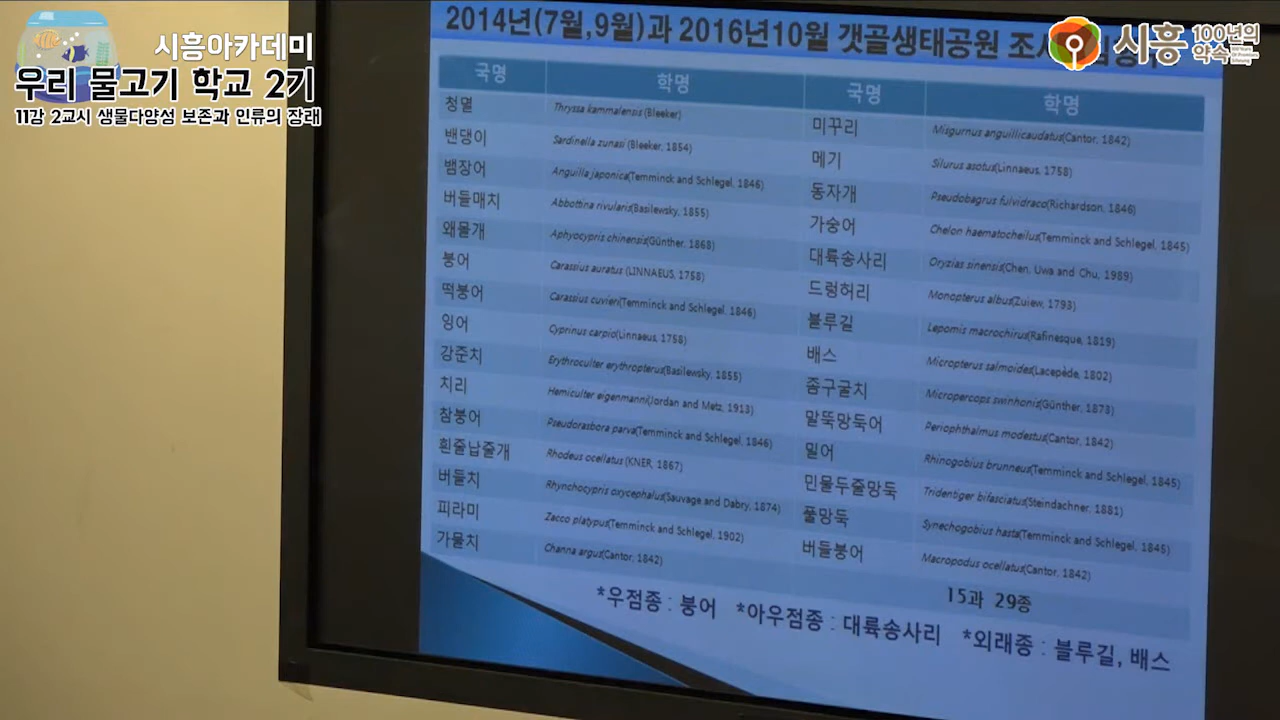 시흥아카데미
우리 물고기 학교 2기
11강 2교시 생물다양성 보존과 인류의 장래
시흥 100년의 약속
2014년(7월,9월)과 2016년10월 갯골생태공원
국명 학명 국명 학명
청멸 Thryssa kammalensis (Bleeker) 미꾸리 Misgurnus anguillicaudatus(Cantor, 1842)
밴댕이 Sardinella zunasi (Bleeker, 1854) 메기 Silurus asotus(Linnaeus, 1758)
뱀장어 Anguilla japonica(Temminck and Schlegel, 1846) 동자개 Pseudobagrus fulvidraco(Richardson, 1846)
버들매치 Abbottina rivularis(Basilewsky, 1855) 가숭어 Chelon haematocheilus(Temminck and Schlegel, 1845)
왜몰개 Aphyocypris chinensis(Günther, 1868) 대륙송사리 Oryzias sinensis(Chen, Uwa and Chu, 1989)
붕어 Carassius auratus (LINNAEUS, 1758) 드렁허리 Monopterus albus(Zuiew, 1793)
떡붕어 Carassius cuvieri(Temminck and Schlegel, 1846) 블루길 Lepomis macrochirus(Rafinesque, 1819)
잉어 Cyprinus carpio(Linnaeus, 1758) 배스 Micropterus salmoides(Lacepède, 1802)
강준치 Erythroculter erythropterus(Basilewsky, 1855) 좀구굴치 Micropercops swinhonis(Günther, 1873)
치리 Hemiculter eigenmanni(Jordan and Metz, 1913) 말뚝망둑어 Periophthalmus modestus(Cantor, 1842)
참붕어 Pseudorasbora parva(Temminck and Schlegel, 1846) 밀어 Rhinogobius brunneus(Temminck and Schlegel, 1845)
흰줄납줄개 Rhodeus ocellatus (KNER, 1867) 민물두줄망둑 Tridentiger bifasciatus(Steindachner, 1881)
버들치 Rhynchocypris oxycephalus(Sauvage and Dabry, 1874) 풀망둑 Synechogobius hasta(Temminck and Schlegel, 1845)
피라미 Zacco platypus(Temminck and Schlegel, 1902) 버들붕어 Macropodus ocellatus(Cantor, 1842)
가물치 Channa argus(Cantor, 1842) 15과 29종
*우점종 : 붕어 *아우점종 : 대륙송사리 *외래종 : 블루길, 배스